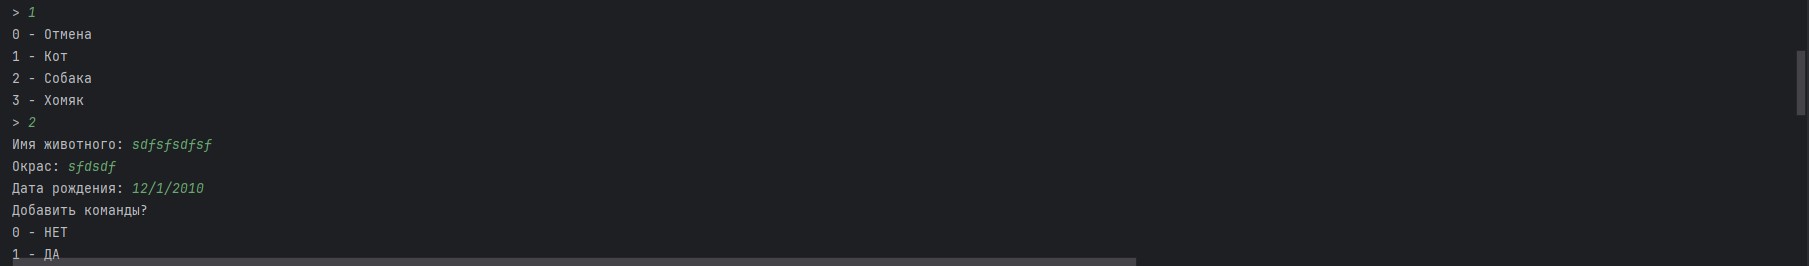 > 1
0 - Отмена
1 - Кот
2 - Собака
3 - Хомяк
> 2
Имя животного: sdfsfsdfsf
Окрас: sfdsdf
Дата рождения: 12/1/2010
Добавить команды?
0 - НЕТ
1 - ДА